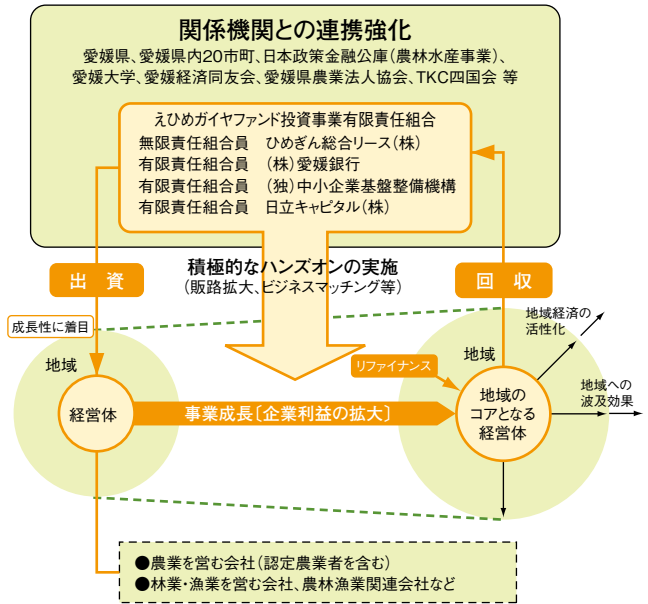 関係機関との連携強化
愛媛県、愛媛県内20市町、日本政策金融公庫(農林水産事業)、
愛媛大学、愛媛経済同友会、愛媛県農業法人協会、TKC四国会 等
えひめガイヤファンド投資事業有限責任組合
無限責任組合員 ひめぎん総合リース(株)
有限責任組合員 (株)愛媛銀行
有限責任組合員 (独)中小企業基盤整備機構
有限責任組合員 日立キャピタル(株)
出 資
積極的なハンズオンの実施
(販路拡大、ビジネスマッチング等)
回 収
成長性に着目
地域
経営体
事業成長〔企業利益の拡大〕
リファイナンス
地域
地域の
コアとなる
経営体
地域経済の
活性化
地域への
波及効果
●農業を営む会社(認定農業者を含む)
●林業・漁業を営む会社、農林漁業関連会社など